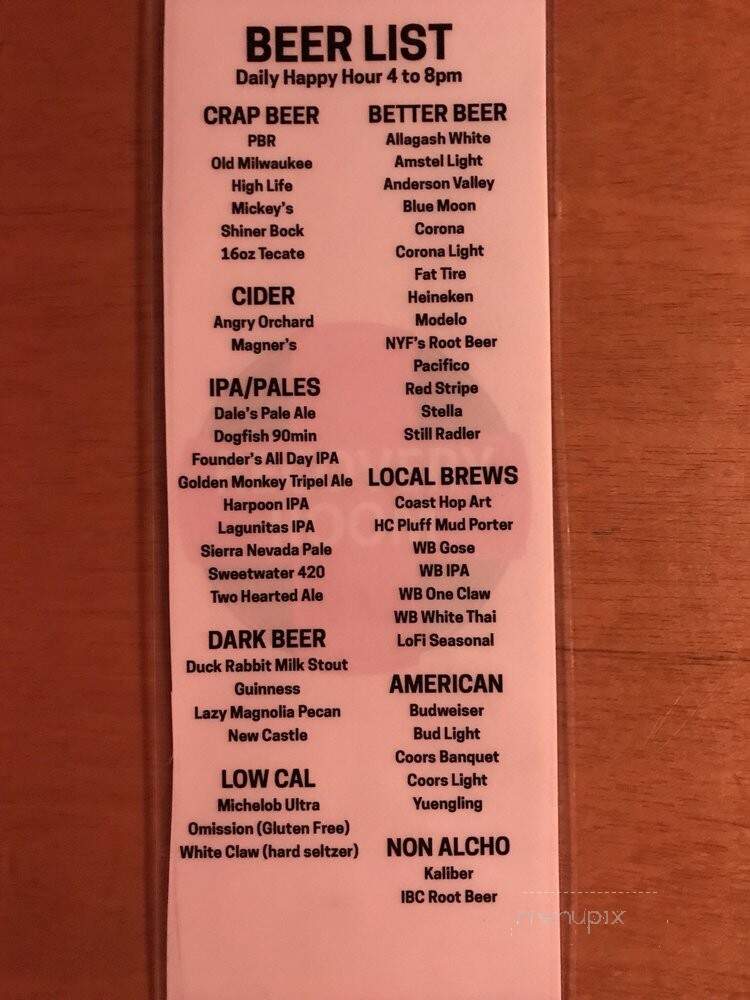 BEER LIST
Daily Happy Hour 4 to 8pm
CRAP BEER
PBR
Old Milwaukee
High Life
Mickey's
Shiner Bock
16oz Tecate
CIDER
Angry Orchard
Magner's
IPA/PALES
Dale's Pale Ale
Dogfish 90min
Founder's All Day IPA
Golden Monkey Tripel Ale
Harpoon IPA
Lagunitas IPA
Sierra Nevada Pale
Sweetwater 420
Two Hearted Ale
DARK BEER
Duck Rabbit Milk Stout
Guinness
Lazy Magnolia Pecan
New Castle
LOW CAL
Michelob Ultra
Omission (Gluten Free)
White Claw (hard seltzer)
BETTER BEER
Allagash White
Amstel Light
Anderson Valley
Blue Moon
Corona
Corona Light
Fat Tire
Heineken
Modelo
NYF's Root Beer
Pacifico
Red Stripe
Stella
Still Radler
LOCAL BREWS
Coast Hop Art
HC Pluff Mud Porter
WB Gose
WB IPA
WB One Claw
WB White Thai
LoFi Seasonal
AMERICAN
Budweiser
Bud Light
Coors Banquet
Coors Light
Yuengling
NON ALCHO
Kaliber
IBC Root Beer
menupix